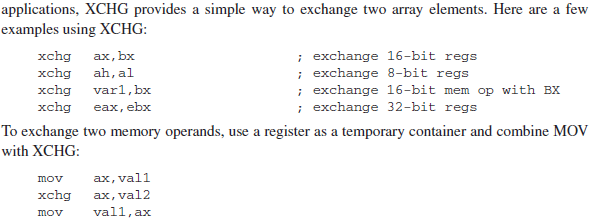 applications, XCHG provides a simple way to exchange two array elements. Here are a few
examples using XCHG:
xchg ax,bx ; exchange 16-bit regs
xchg ah,al ; exchange 8-bit regs
xchg var1,bx ; exchange 16-bit mem op with BX
xchg eax,ebx ; exchange 32-bit regs
To exchange two memory operands, use a register as a temporary container and combine MOV
with XCHG:
mov ax,val1
xchg ax,val2
mov val1,ax